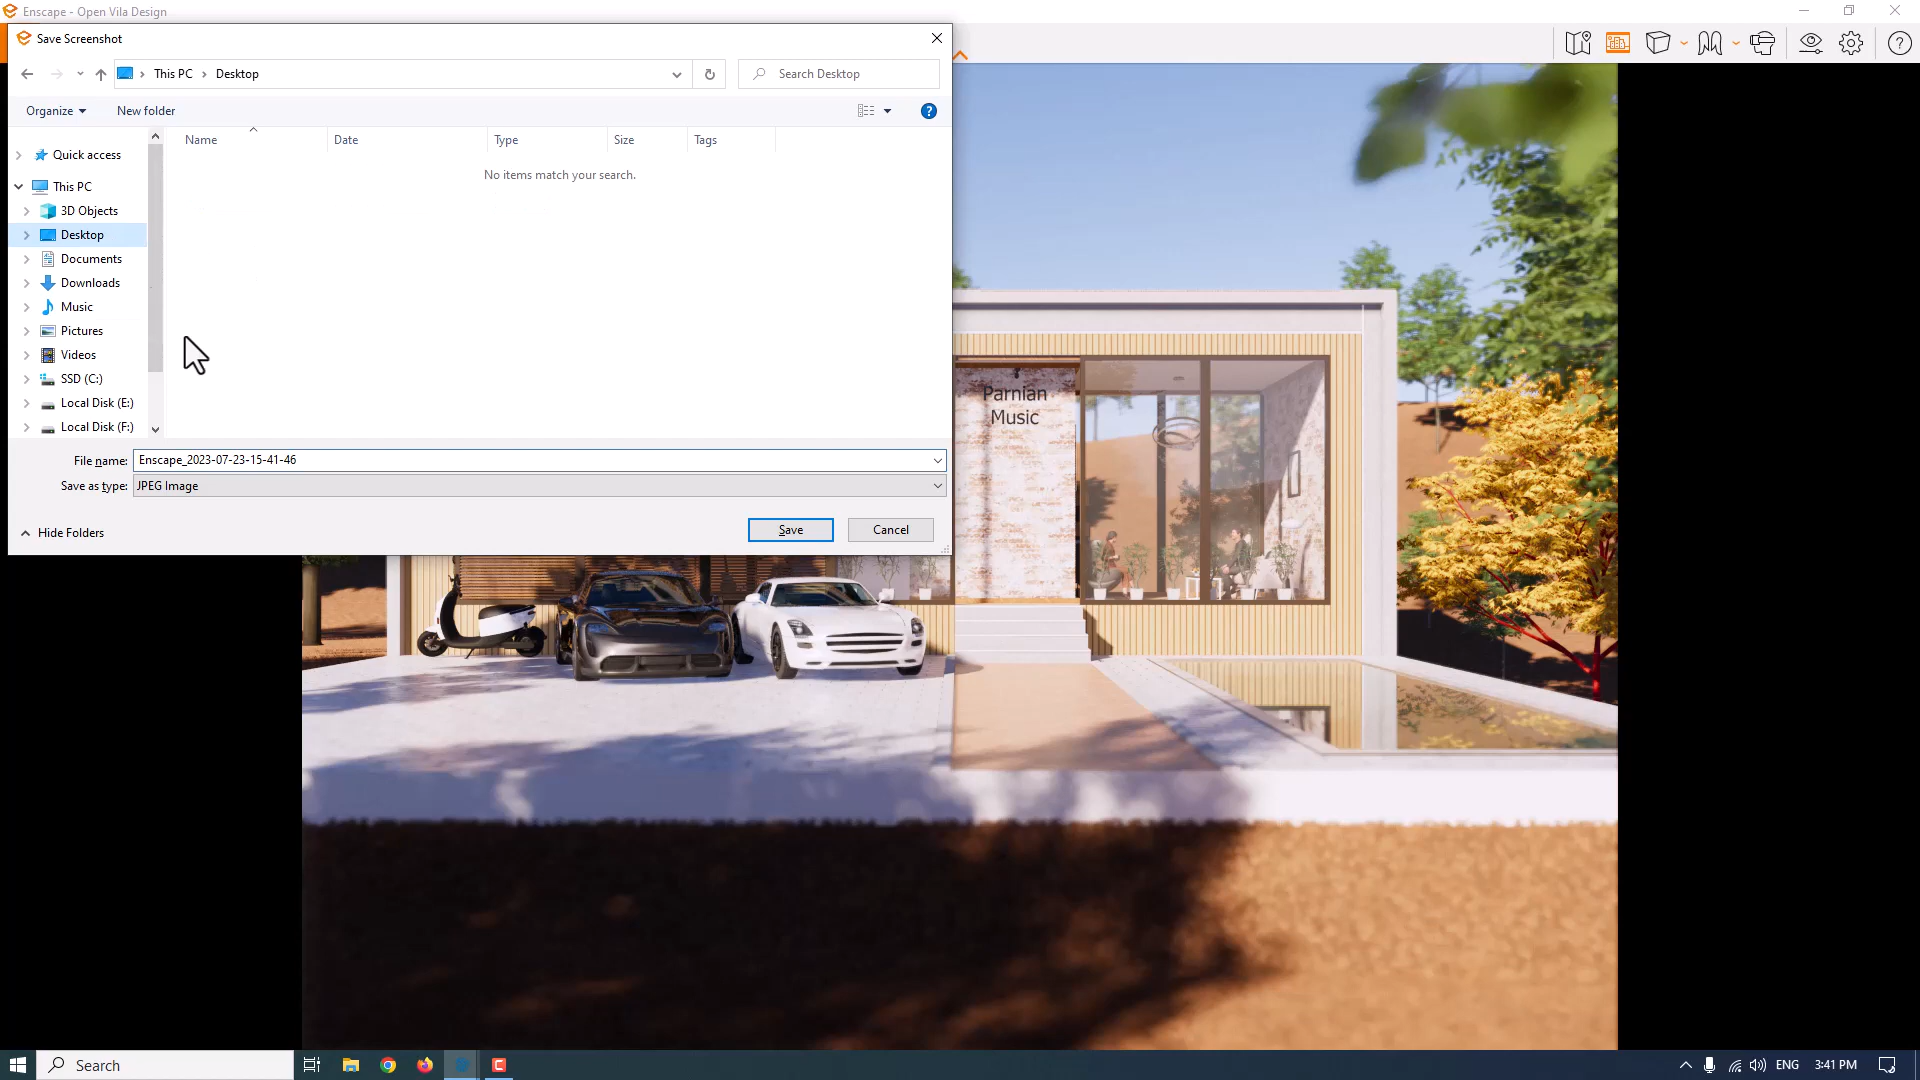 Enscape - Open Vila Design
Save Screenshot
This PC
Desktop
Search Desktop
Organize
New folder
Name
Date
Type
Size
Tags
No items match your search.
Quick access
This PC
3D Objects
Desktop
Documents
Downloads
Music
Pictures
Videos
SSD (C:)
Local Disk (E:)
Local Disk (F:)
File name:
Enscape_2023-07-23-15-41-46
Save as type:
JPEG Image
Hide Folders
Save
Cancel
Parnian
Music
Search
ENG
3:41 PM